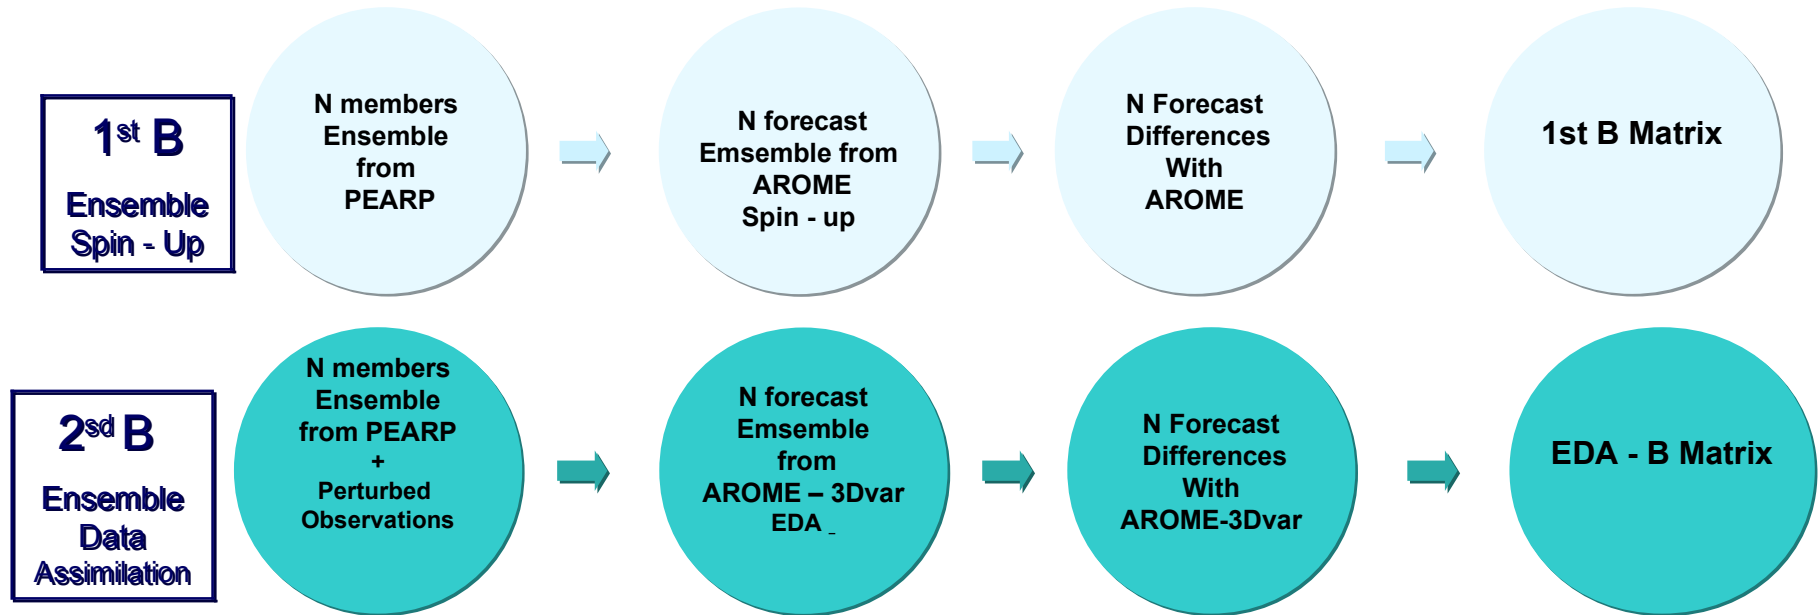 1st B
Ensemble
Spin - Up
N members
Ensemble
from
PEARP
N forecast
Emsemble from
AROME
Spin - up
N Forecast
Differences
With
AROME
1st B Matrix
2sd B
Ensemble
Data
Assimilation
N members
Ensemble
from PEARP
+
Perturbed
Observations
N forecast
Emsemble
from
AROME – 3Dvar
EDA _
N Forecast
Differences
With
AROME-3Dvar
EDA - B Matrix